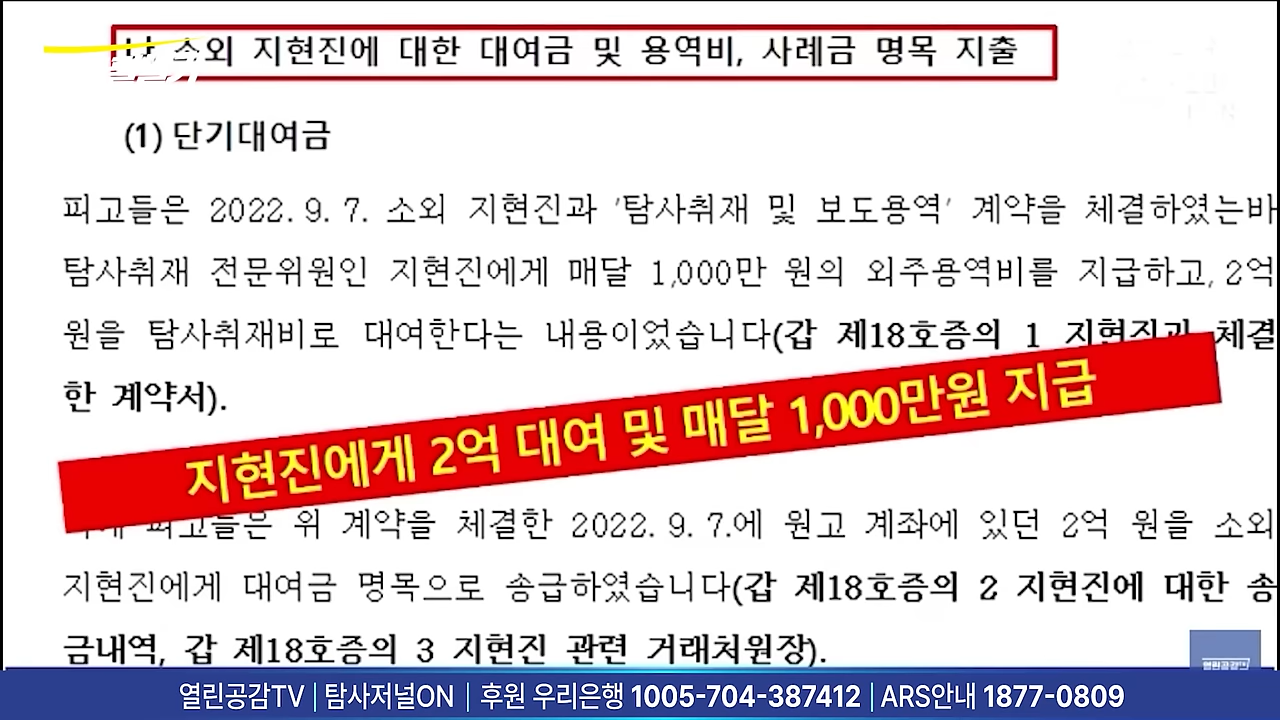 소외 지현진에 대한 대여금 및 용역비, 사례금 명목 지출
(1) 단기대여금
피고들은 2022. 9. 7. 소외 지현진과 '탐사취재 및 보도용역' 계약을 체결하였는바
탐사취재 전문위원인 지현진에게 매달 1,000만 원의 외주용역비를 지급하고, 2억
원을 탐사취재비로 대여한다는 내용이었습니다(갑 제18호증의 1 지현진과 체결
한 계약서).
지현진에게 2억 대여 및 매달 1,000만원 지급
피고들은 위 계약을 체결한 2022. 9. 7.에 원고 계좌에 있던 2억 원을 소외
지현진에게 대여금 명목으로 송급하였습니다(갑 제18호증의 2 지현진에 대한 송
금내역, 갑 제18호증의 3 지현진 관련 거래처원장).
열린공감TV
열린공감TV | 탐사저널ON | 후원 우리은행 1005-704-387412 | ARS안내 1877-0809